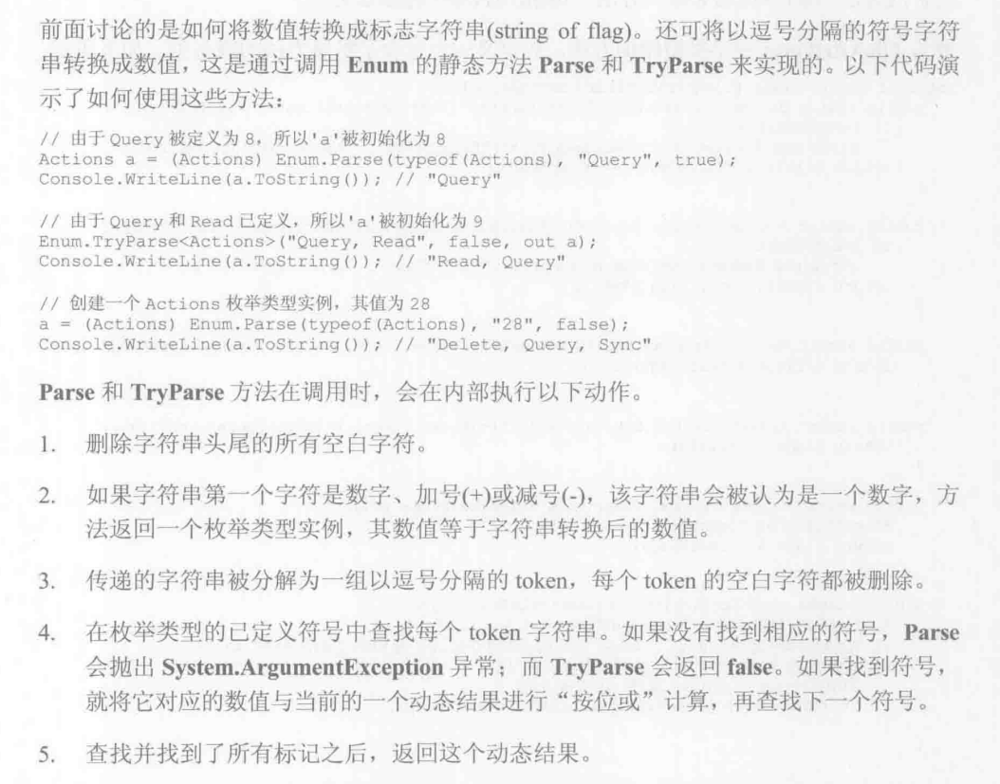 前面讨论的是如何将数值转换成标志字符串(string of flag)。还可将以逗号分隔的符号字符
串转换成数值，这是通过调用 Enum 的静态方法 Parse 和 TryParse 来实现的。以下代码演
示了如何使用这些方法：
// 由于 Query 被定义为 8，所以'a'被初始化为 8
Actions a = (Actions) Enum.Parse(typeof(Actions), "Query", true);
Console.WriteLine(a.ToString()); // "Query"
// 由于 Query 和 Read 已定义，所以'a'被初始化为 9
Enum.TryParse<Actions>("Query, Read", false, out a);
Console.WriteLine(a.ToString()); // "Read, Query"
// 创建一个 Actions 枚举类型实例，其值为 28
a = (Actions) Enum.Parse(typeof(Actions), "28", false);
Console.WriteLine(a.ToString()); // "Delete, Query, Sync"
Parse 和 TryParse 方法在调用时，会在内部执行以下动作。
1. 删除字符串头尾的所有空白字符。
2. 如果字符串第一个字符是数字、加号(+)或减号(-)，该字符串会被认为是一个数字，方
法返回一个枚举类型实例，其数值等于字符串转换后的数值。
3. 传递的字符串被分解为一组以逗号分隔的 token，每个 token 的空白字符都被删除。
4. 在枚举类型的已定义符号中查找每个 token 字符串。如果没有找到相应的符号，Parse
会抛出 System.ArgumentException 异常；而 TryParse 会返回 false。如果找到符号，
就将它对应的数值与当前的一个动态结果进行“按位或”计算，再查找下一个符号。
5. 查找并找到了所有标记之后，返回这个动态结果。